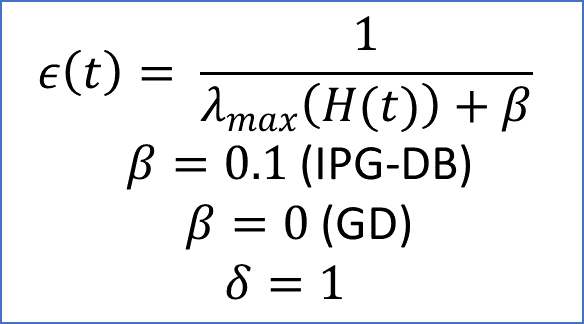 ϵ(t) = 1 / (λ_max(H(t)) + β)
β = 0.1 (IPG-DB)
β = 0 (GD)
δ = 1